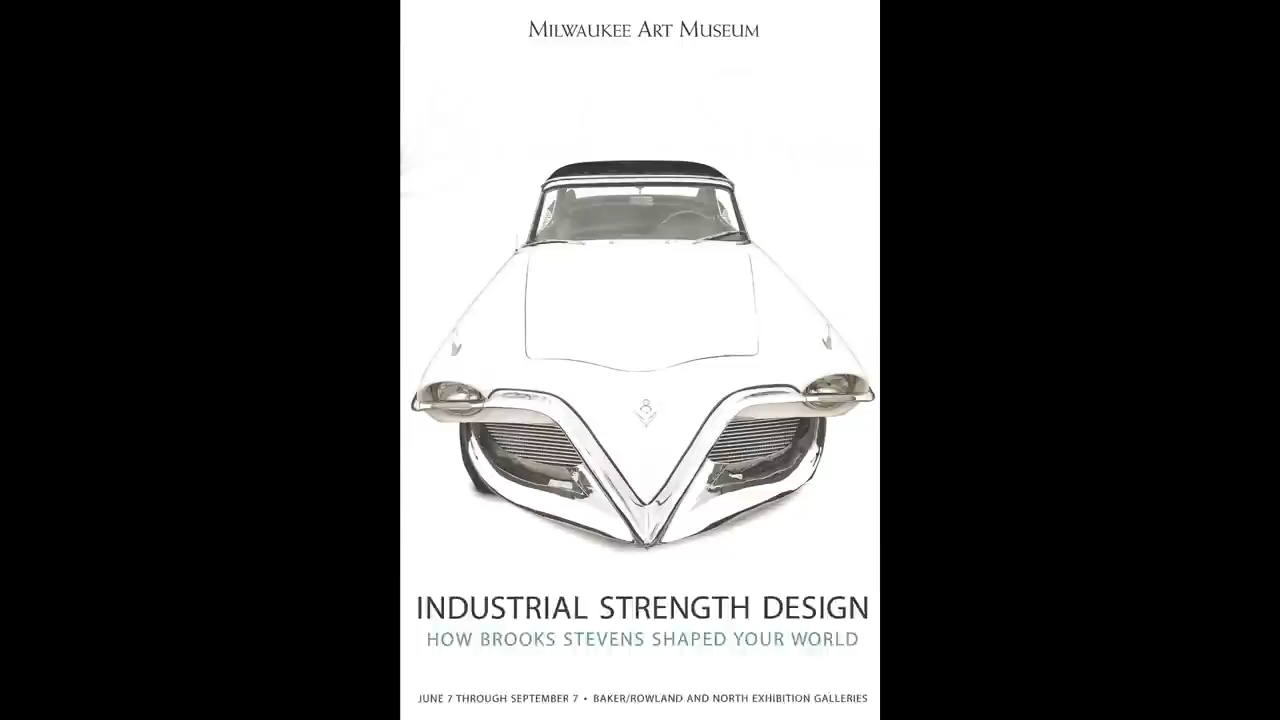 MILWAUKEE ART MUSEUM
8
INDUSTRIAL STRENGTH DESIGN
HOW BROOKS STEVENS SHAPED YOUR WORLD
JUNE 7 THROUGH SEPTEMBER 7 • BAKER/ROWLAND AND NORTH EXHIBITION GALLERIES